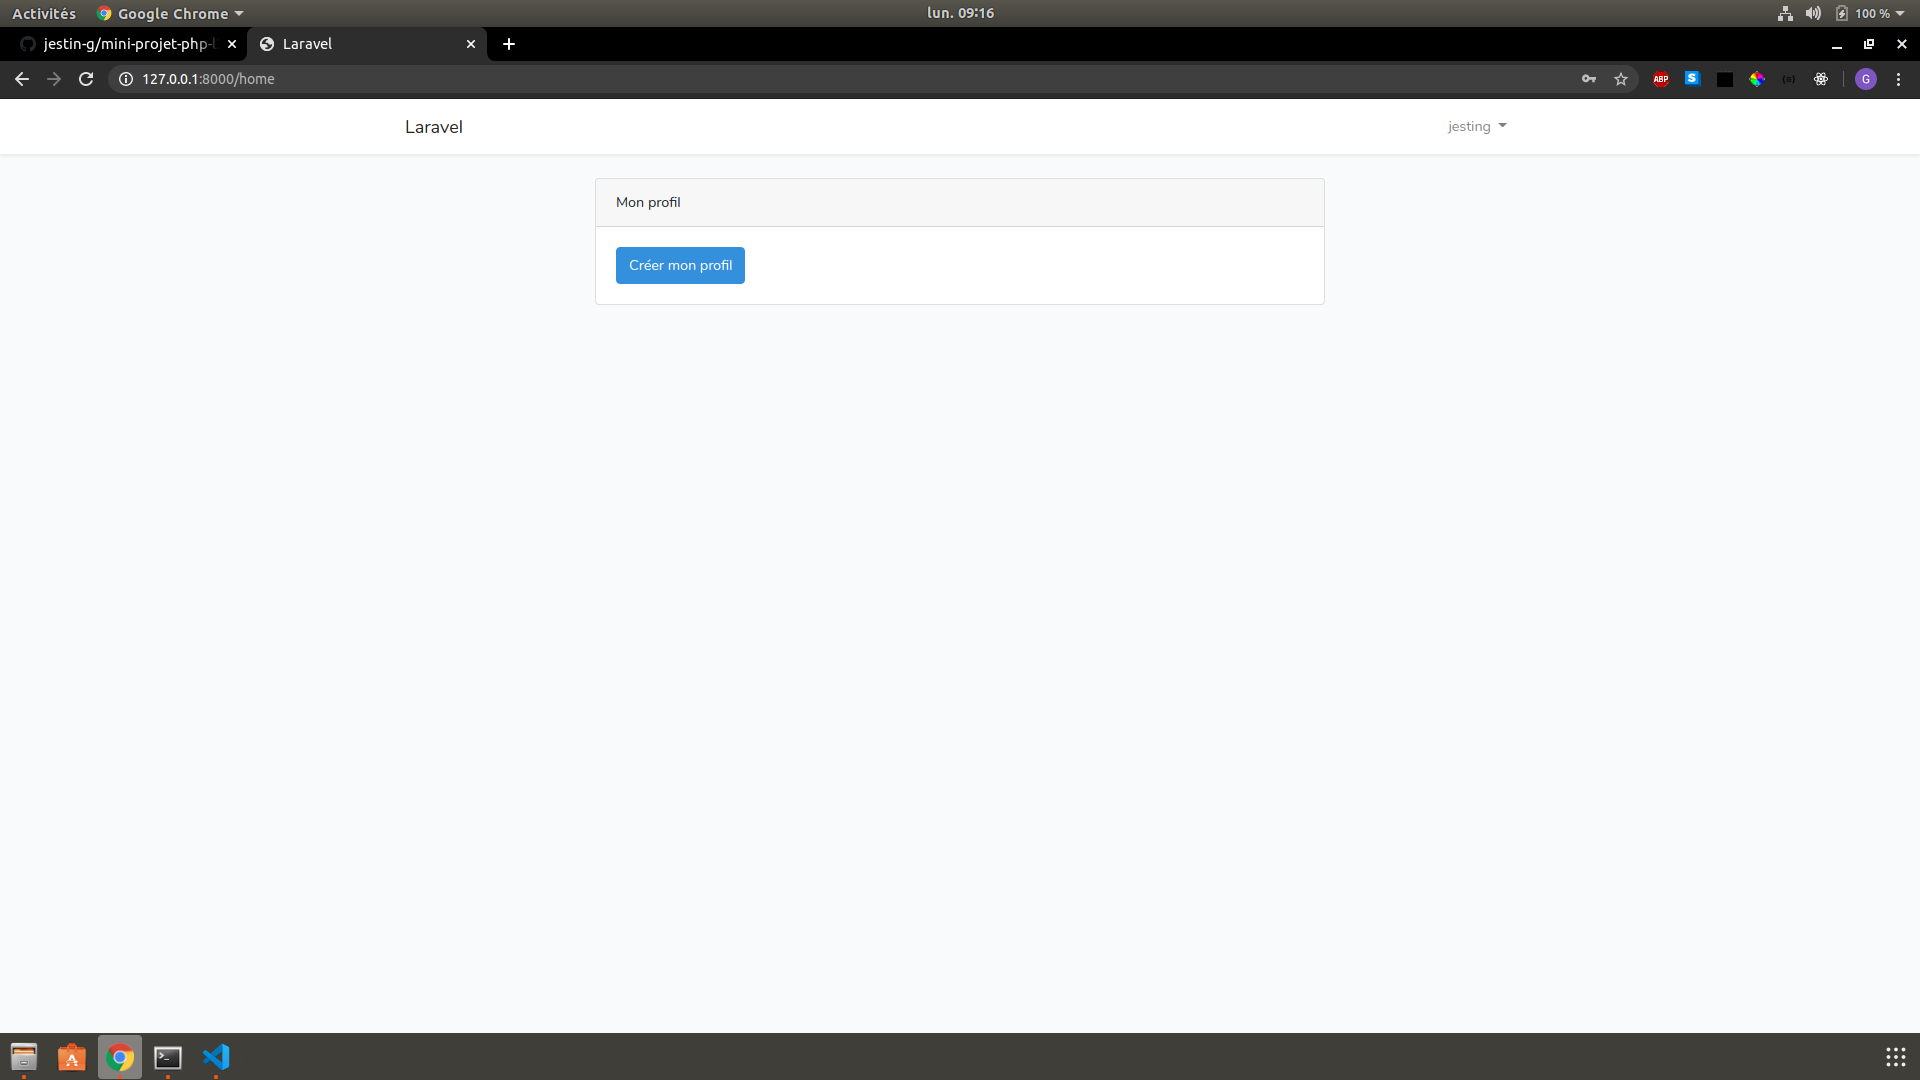 Activités Google Chrome lun. 09:16 100 %
jestin-g/mini-projet-php-l Laravel
127.0.0.1:8000/home ABP S G
Laravel jesting
Mon profil
Créer mon profil